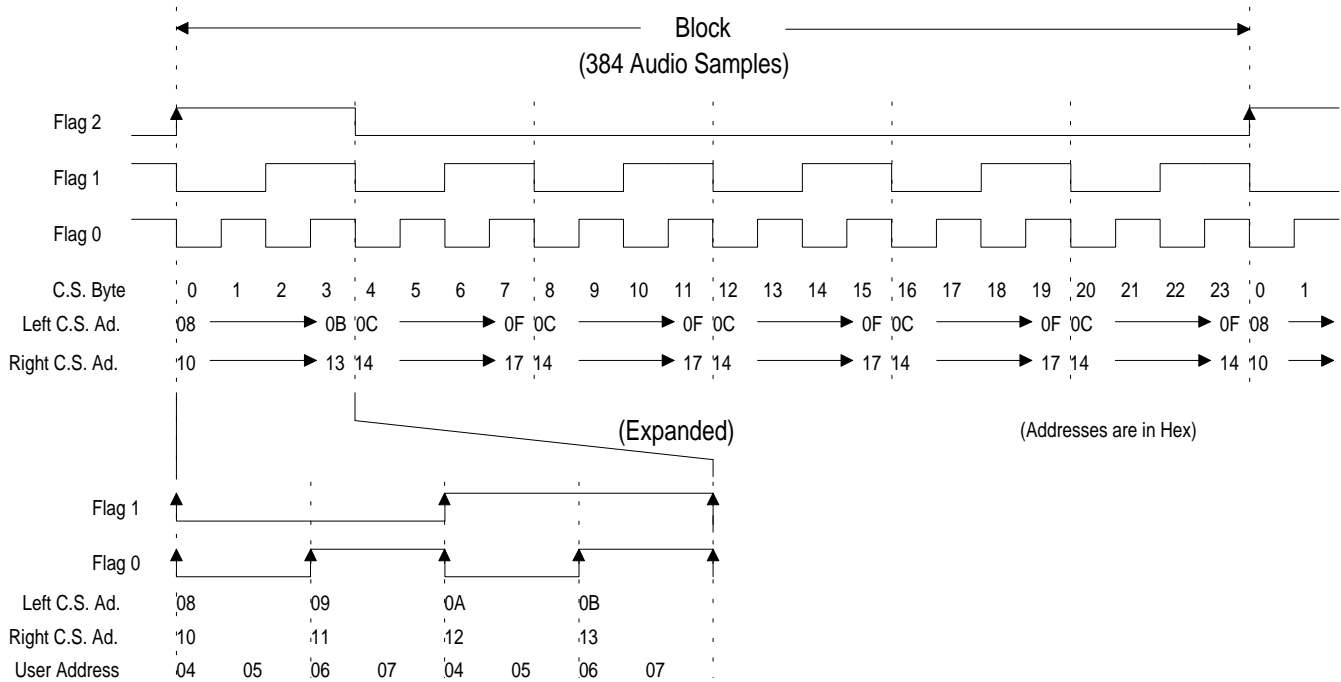 Block
(384 Audio Samples)
Flag 2
Flag 1
Flag 0
C.S. Byte 0 1 2 3 4 5 6 7 8 9 10 11 12 13 14 15 16 17 18 19 20 21 22 23 0 1
Left C.S. Ad. 08 0B 0C 0F 0C 0F 0C 0F 0C 0F 0C 0F 08
Right C.S. Ad. 10 13 14 17 14 17 14 17 14 17 14 14 10
(Expanded) (Addresses are in Hex)
Flag 1
Flag 0
Left C.S. Ad. 08 09 0A 0B
Right C.S. Ad. 10 11 12 13
User Address 04 05 06 07 04 05 06 07